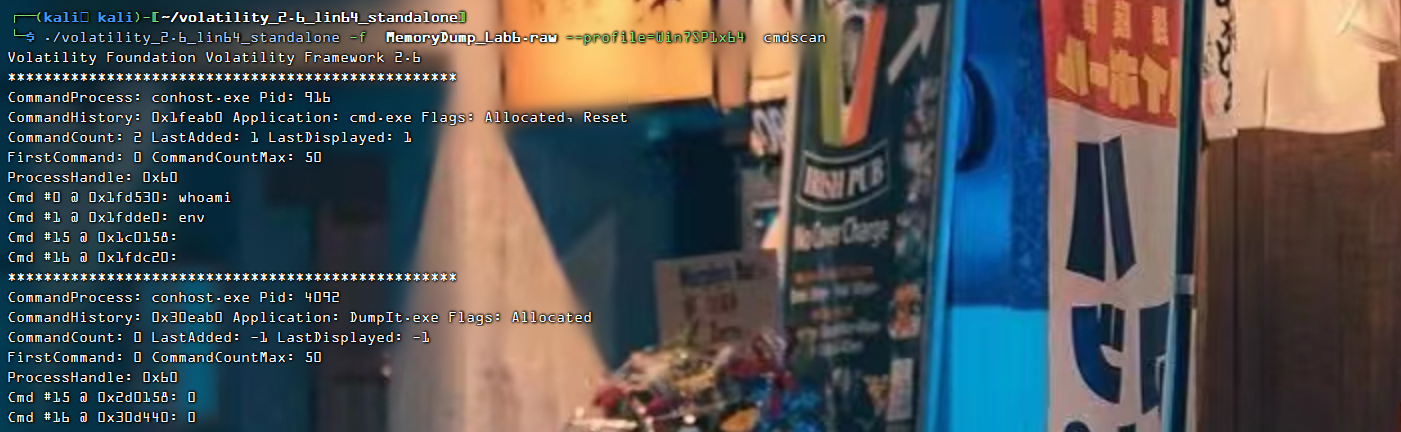 ┌──(kali㉿kali)-[~/volatility_2.6_lin64_standalone]
└─$ ./volatility_2.6_lin64_standalone -f MemoryDump_Lab6.raw --profile=Win7SP1x64 cmdscan
Volatility Foundation Volatility Framework 2.6
**************************************************
CommandProcess: conhost.exe Pid: 916
CommandHistory: 0x1feab0 Application: cmd.exe Flags: Allocated, Reset
CommandCount: 2 LastAdded: 1 LastDisplayed: 1
FirstCommand: 0 CommandCountMax: 50
ProcessHandle: 0x60
Cmd #0 @ 0x1fd530: whoami
Cmd #1 @ 0x1fdde0: env
Cmd #15 @ 0x1c0158:
Cmd #16 @ 0x1fdc20:
**************************************************
CommandProcess: conhost.exe Pid: 4092
CommandHistory: 0x30eab0 Application: DumpIt.exe Flags: Allocated
CommandCount: 0 LastAdded: -1 LastDisplayed: -1
FirstCommand: 0 CommandCountMax: 50
ProcessHandle: 0x60
Cmd #15 @ 0x2d0158: 0
Cmd #16 @ 0x30d440: 0
IRISH PUB
No Cover Charge